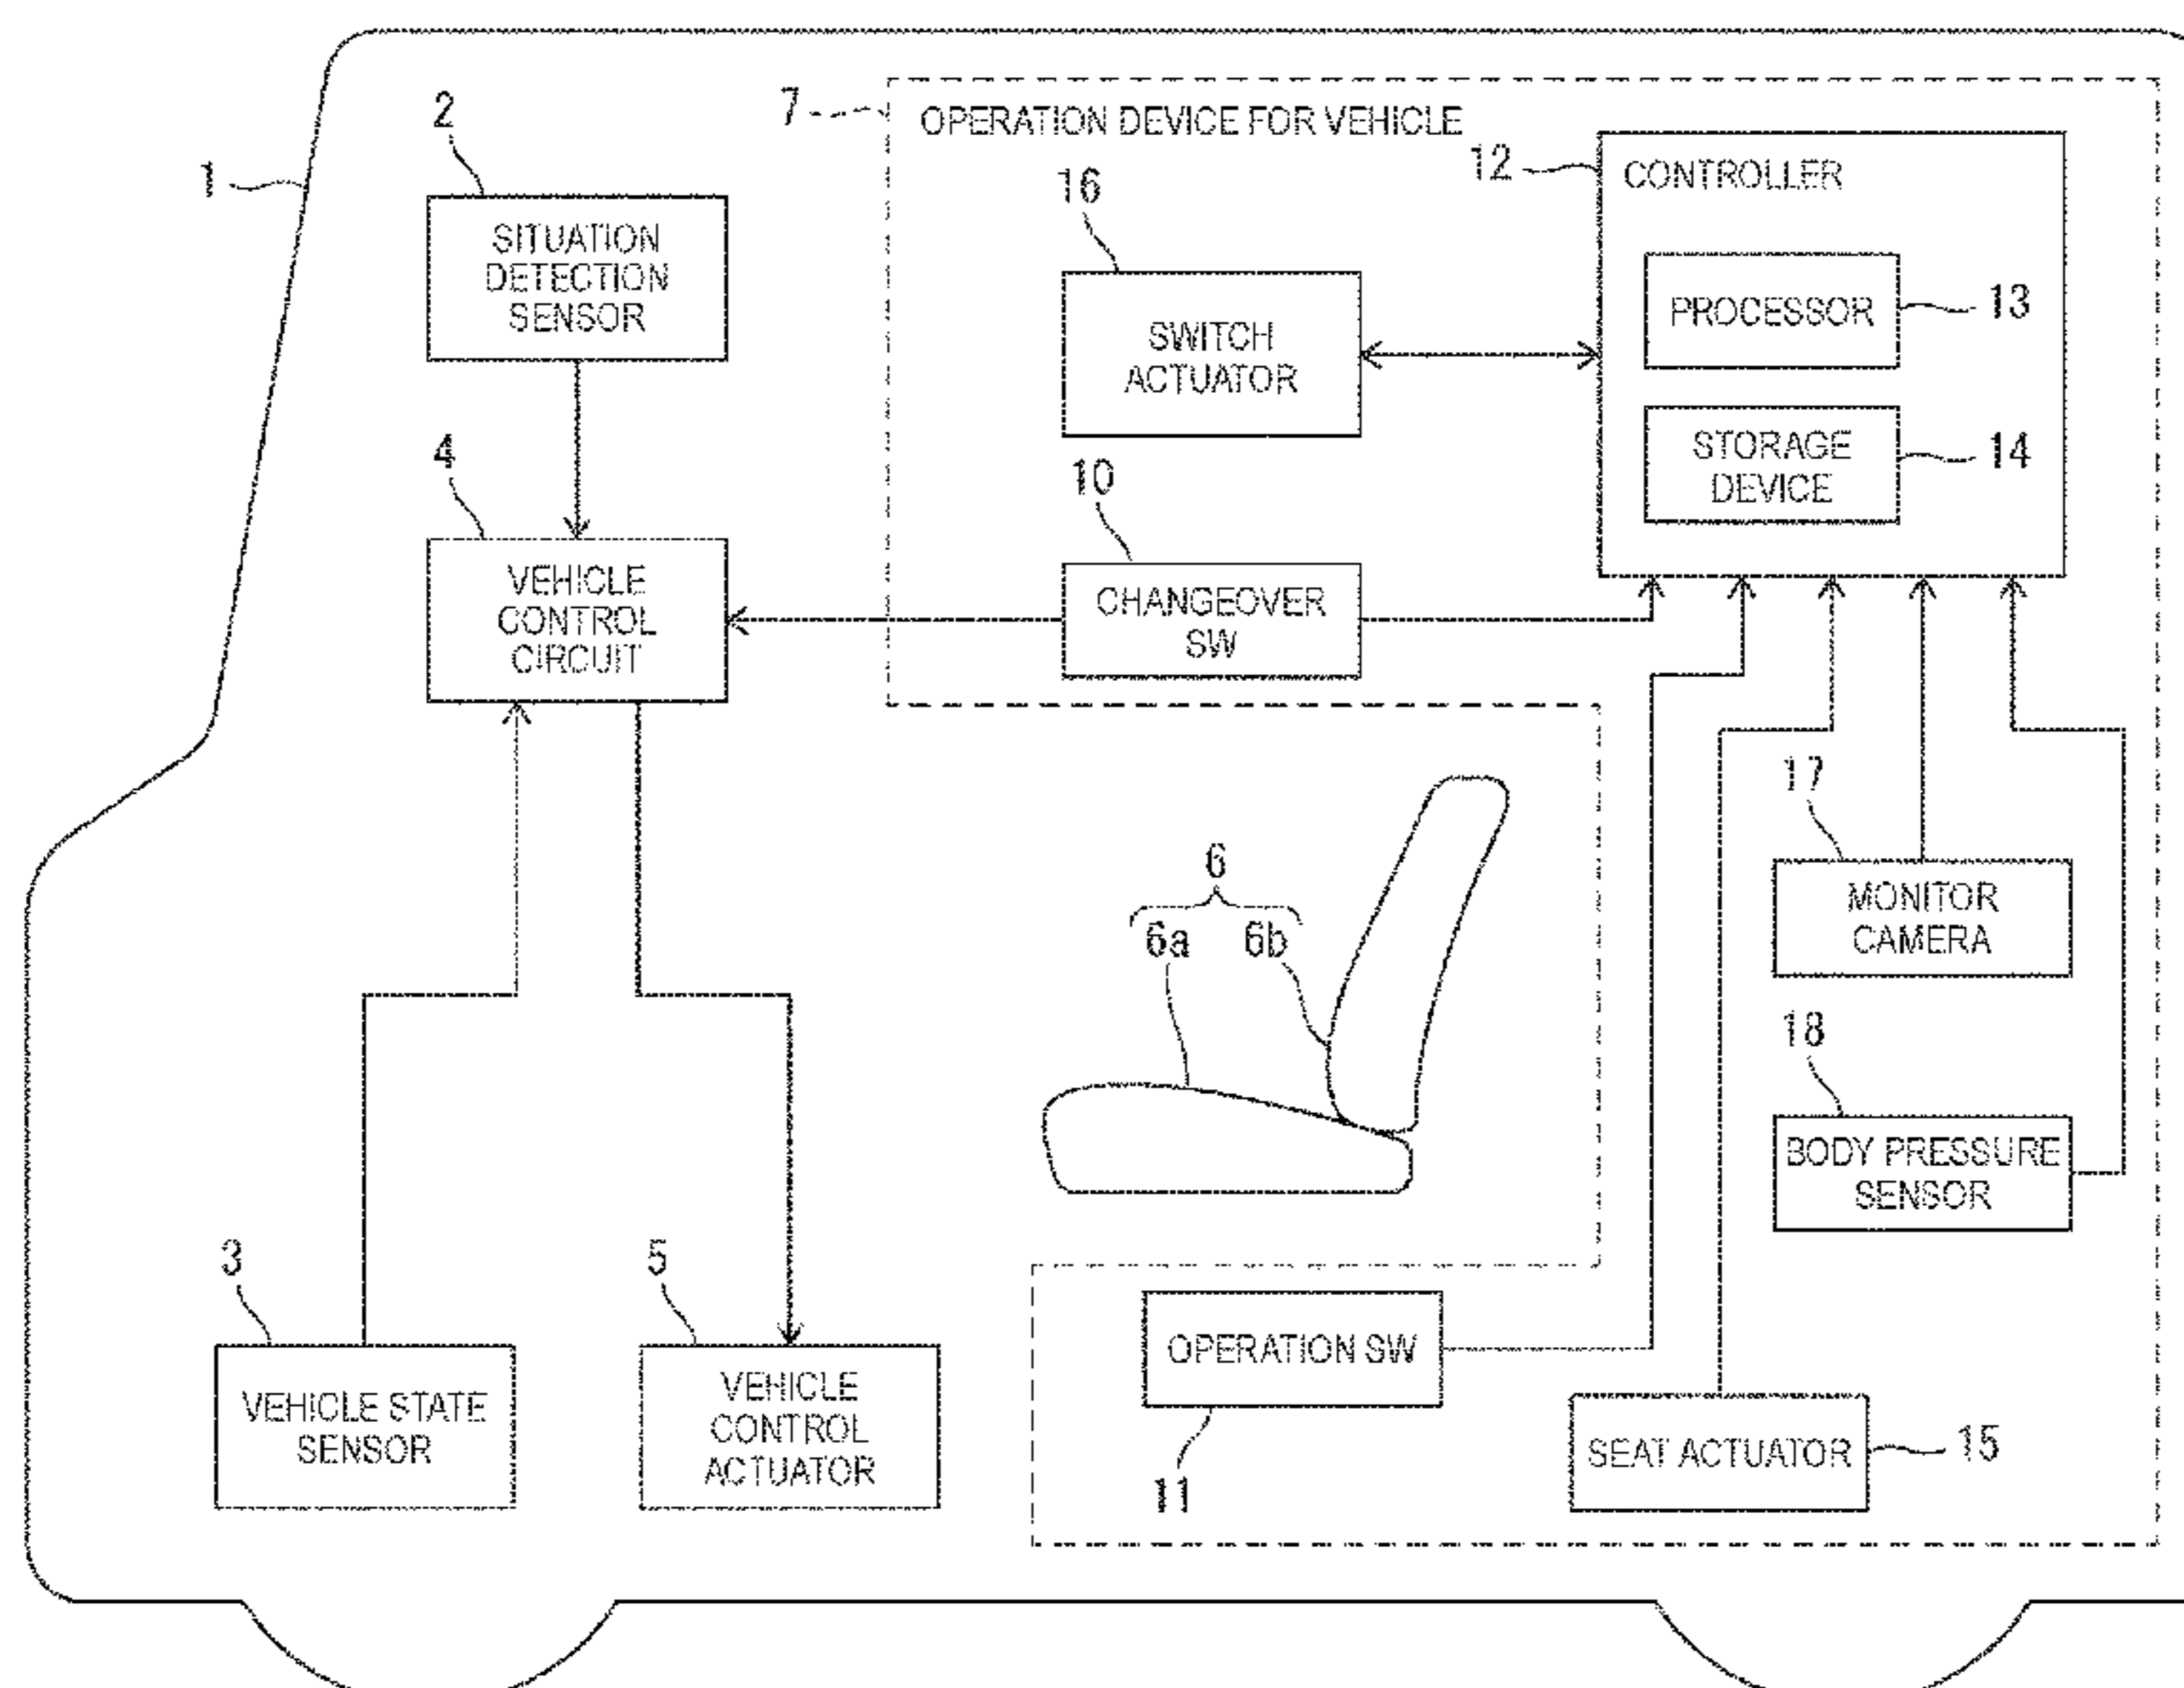 1
2
SITUATION
DETECTION
SENSOR
4
VEHICLE
CONTROL
CIRCUIT
3
VEHICLE STATE
SENSOR
5
VEHICLE
CONTROL
ACTUATOR
7
OPERATION DEVICE FOR VEHICLE
16
SWITCH
ACTUATOR
10
CHANGEOVER
SW
12
CONTROLLER
PROCESSOR
13
STORAGE
DEVICE
14
6
6a 6b
17
MONITOR
CAMERA
18
BODY PRESSURE
SENSOR
OPERATION SW
11
SEAT ACTUATOR
15